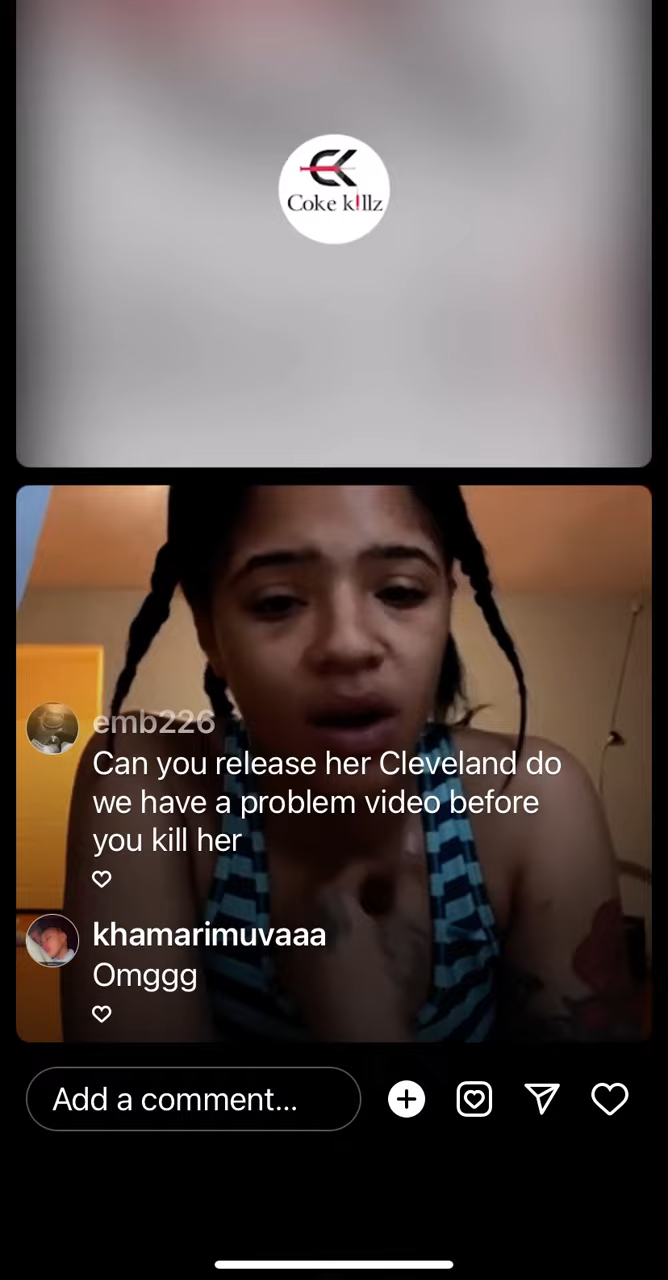 Coke k!llz
emb226
Can you release her Cleveland do
we have a problem video before
you kill her
khamarimuvaaa
Omggg
Add a comment...